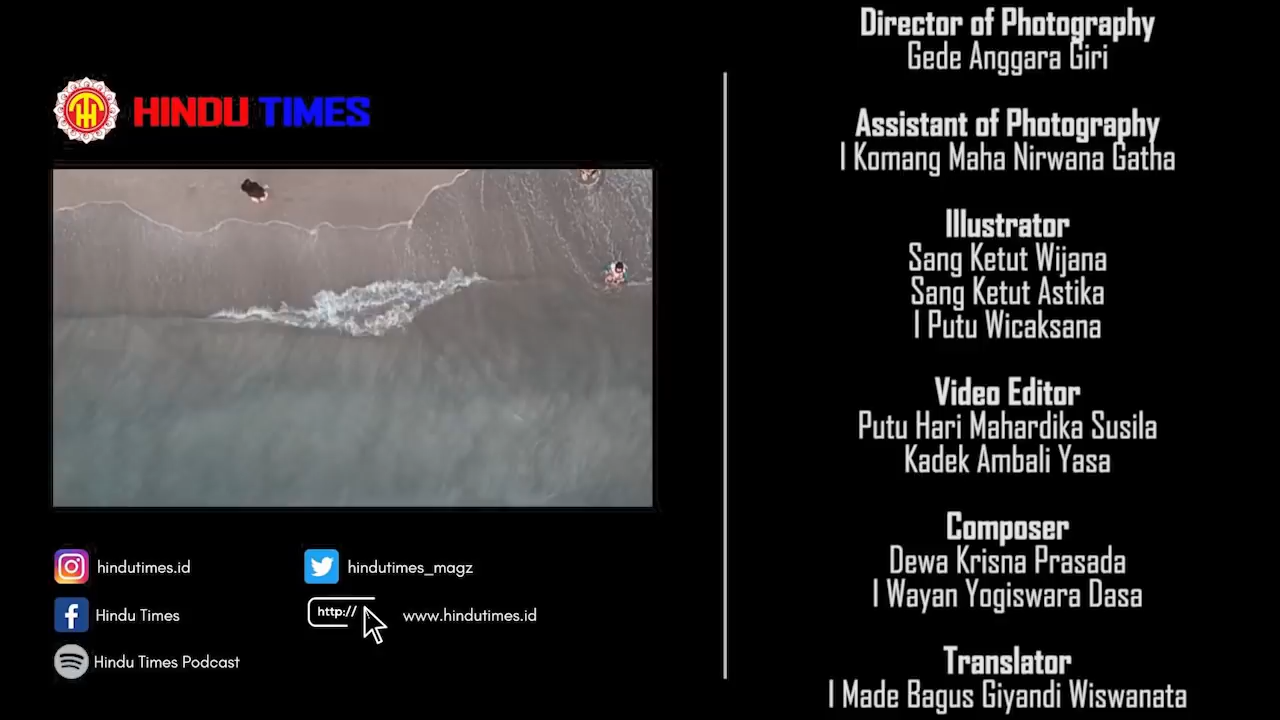 HINDU TIMES
hindutimes.id
hindutimes_magz
Hindu Times
http://
www.hindutimes.id
Hindu Times Podcast
Director of Photography
Gede Anggara Giri
Assistant of Photography
I Komang Maha Nirwana Gatha
Illustrator
Sang Ketut Wijana
Sang Ketut Astika
I Putu Wicaksana
Video Editor
Putu Hari Mahardika Susila
Kadek Ambali Yasa
Composer
Dewa Krisna Prasada
I Wayan Yogiswara Dasa
Translator
I Made Bagus Giyandi Wiswanata